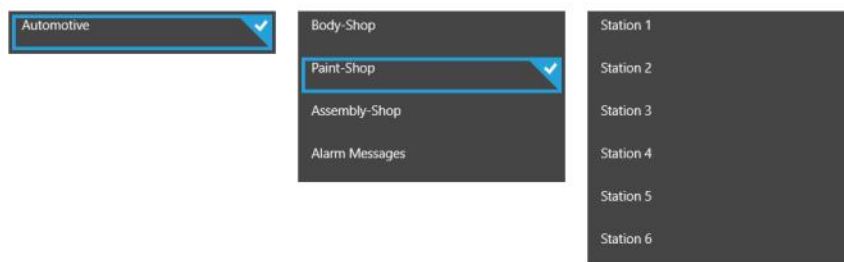 Automotive
Body-Shop
Paint-Shop
Assembly-Shop
Alarm Messages
Station 1
Station 2
Station 3
Station 4
Station 5
Station 6